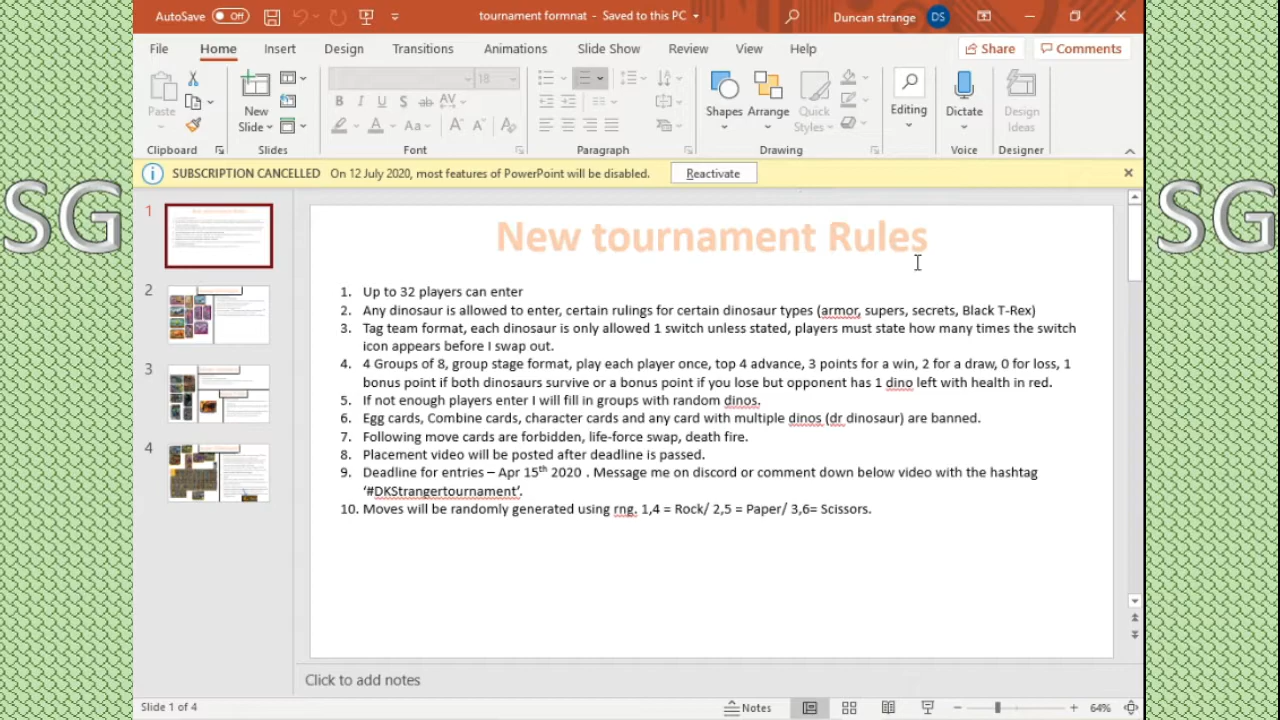 AutoSave Off tournament formnat - Saved to this PC Duncan strange DS
File Home Insert Design Transitions Animations Slide Show Review View Help Share Comments
18
Paste New Slide B I U S ab AV Aa A A A Shapes Arrange Quick Styles Editing Dictate Design Ideas
Clipboard Slides Font Paragraph Drawing Voice Designer
SUBSCRIPTION CANCELLED On 12 July 2020, most features of PowerPoint will be disabled. Reactivate
SG
SG
1
2
3
4
New tournament Rules
1. Up to 32 players can enter
2. Any dinosaur is allowed to enter, certain rulings for certain dinosaur types (armor, supers, secrets, Black T-Rex)
3. Tag team format, each dinosaur is only allowed 1 switch unless stated, players must state how many times the switch
icon appears before I swap out.
4. 4 Groups of 8, group stage format, play each player once, top 4 advance, 3 points for a win, 2 for a draw, 0 for loss, 1
bonus point if both dinosaurs survive or a bonus point if you lose but opponent has 1 dino left with health in red.
5. If not enough players enter I will fill in groups with random dinos.
6. Egg cards, Combine cards, character cards and any card with multiple dinos (dr dinosaur) are banned.
7. Following move cards are forbidden, life-force swap, death fire.
8. Placement video will be posted after deadline is passed.
9. Deadline for entries – Apr 15th 2020 . Message me on discord or comment down below video with the hashtag
‘#DKStrangertournament’.
10. Moves will be randomly generated using rng. 1,4 = Rock/ 2,5 = Paper/ 3,6= Scissors.
Click to add notes
Slide 1 of 4 Notes 64%